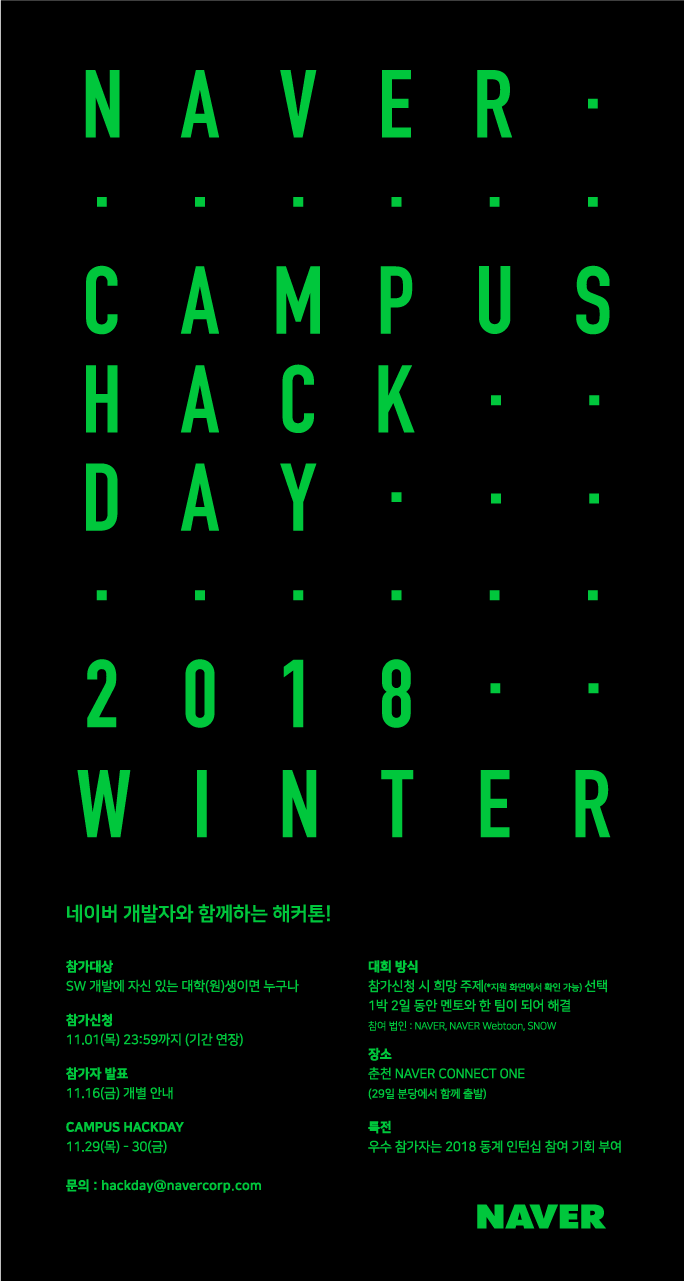 NAVER
CAMPUS
HACK
DAY
2018
WINTER
네이버 개발자와 함께하는 해커톤!
참가대상
SW 개발에 자신 있는 대학(원)생이면 누구나
참가신청
11.01(목) 23:59까지 (기간 연장)
참가자 발표
11.16(금) 개별 안내
CAMPUS HACKDAY
11.29(목) - 30(금)
문의 : hackday@navercorp.com
대회 방식
참가신청 시 희망 주제(*지원 화면에서 확인 가능) 선택
1박 2일 동안 멘토와 한 팀이 되어 해결
참여 법인 : NAVER, NAVER Webtoon, SNOW
장소
춘천 NAVER CONNECT ONE
(29일 분당에서 함께 출발)
특전
우수 참가자는 2018 동계 인턴십 참여 기회 부여
NAVER